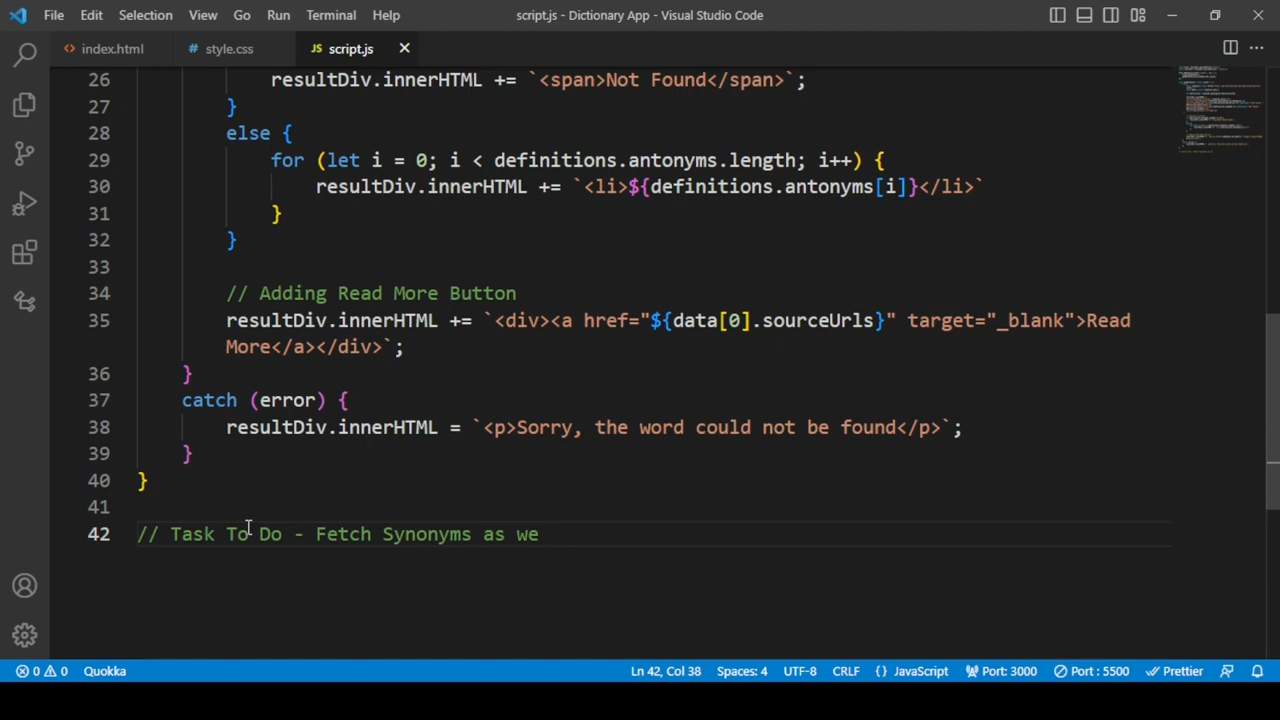 File Edit Selection View Go Run Terminal Help script.js - Dictionary App - Visual Studio Code
index.html style.css JS script.js
26 resultDiv.innerHTML += `<span>Not Found</span>`;
27 }
28 else {
29 for (let i = 0; i < definitions.antonyms.length; i++) {
30 resultDiv.innerHTML += `<li>${definitions.antonyms[i]}</li>`
31 }
32 }
33
34 // Adding Read More Button
35 resultDiv.innerHTML += `<div><a href="${data[0].sourceUrls}" target="_blank">Read
More</a></div>`;
36 }
37 catch (error) {
38 resultDiv.innerHTML = `<p>Sorry, the word could not be found</p>`;
39 }
40 }
41
42 // Task To Do - Fetch Synonyms as we
0 0 Quokka Ln 42, Col 38 Spaces: 4 UTF-8 CRLF {} JavaScript Port: 3000 Port : 5500 Prettier